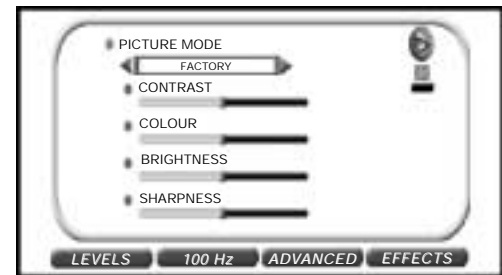 PICTURE MODE
FACTORY
CONTRAST
COLOUR
BRIGHTNESS
SHARPNESS
LEVELS 100 Hz ADVANCED EFFECTS